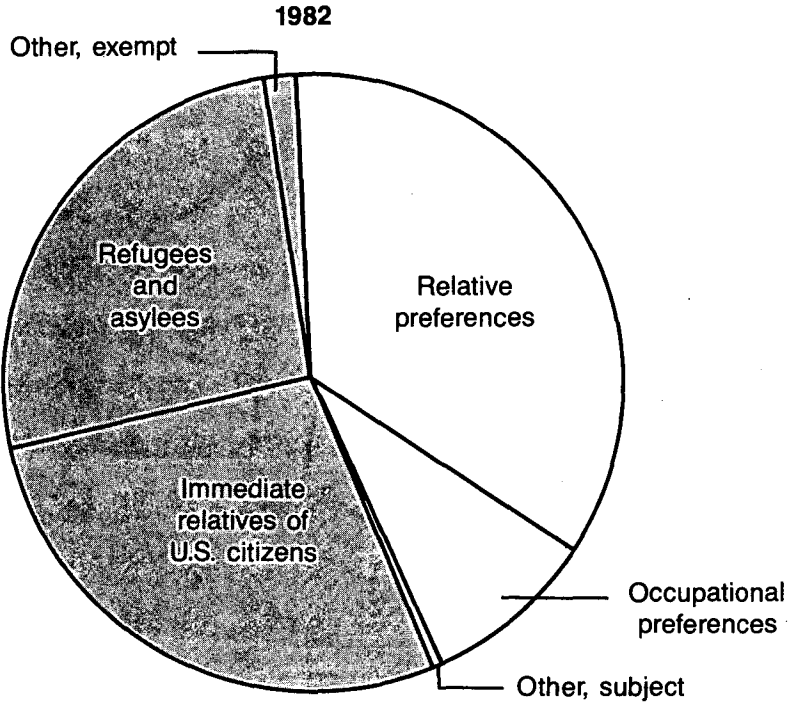 1982
Other, exempt
Refugees
and
asylees
Relative
preferences
Immediate
relatives of
U.S. citizens
Occupational
preferences
Other, subject